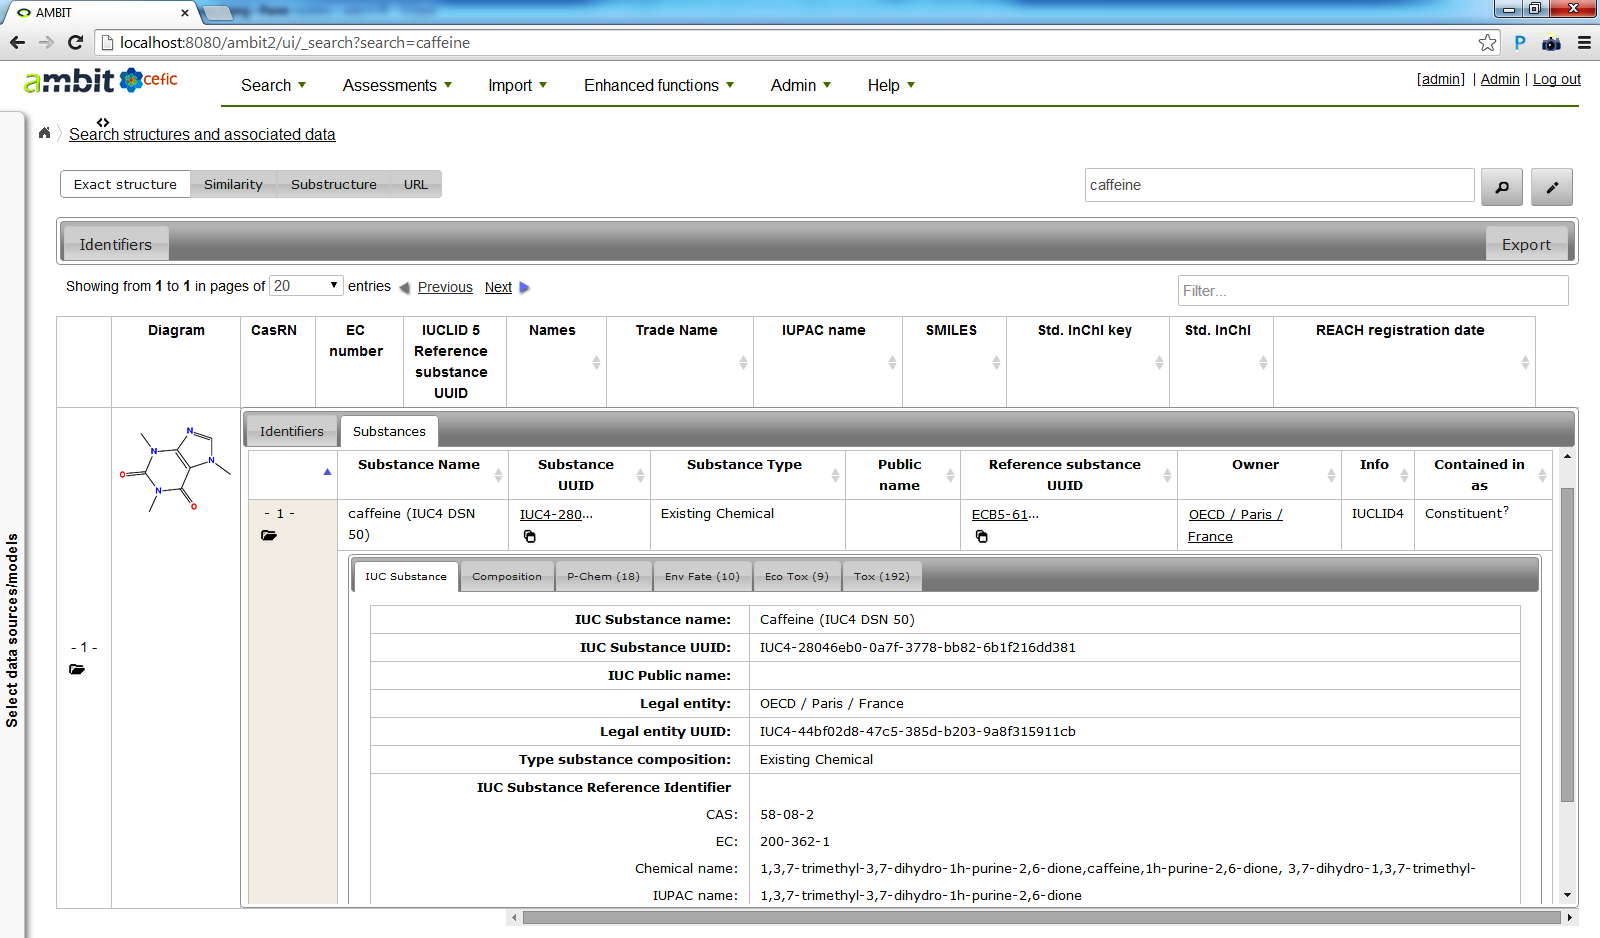 AMBIT
localhost:8080/ambit2/ui/_search?search=caffeine
P
ambit cefic
Search Assessments Import Enhanced functions Admin Help
[admin] | Admin | Log out
Search structures and associated data
Exact structure Similarity Substructure URL
caffeine
Identifiers Export
Showing from 1 to 1 in pages of 20 entries Previous Next
Filter...
Diagram CasRN EC number IUCLID 5 Reference substance UUID Names Trade Name IUPAC name SMILES Std. InChI key Std. InChI REACH registration date
Select data sources/models
- 1 -
N N N N O O
Identifiers Substances
Substance Name Substance UUID Substance Type Public name Reference substance UUID Owner Info Contained in as
- 1 - caffeine (IUC4 DSN 50) IUC4-280... Existing Chemical ECB5-61... OECD / Paris / France IUCLID4 Constituent?
IUC Substance Composition P-Chem (18) Env Fate (10) Eco Tox (9) Tox (192)
IUC Substance name: Caffeine (IUC4 DSN 50)
IUC Substance UUID: IUC4-28046eb0-0a7f-3778-bb82-6b1f216dd381
IUC Public name:
Legal entity: OECD / Paris / France
Legal entity UUID: IUC4-44bf02d8-47c5-385d-b203-9a8f315911cb
Type substance composition: Existing Chemical
IUC Substance Reference Identifier
CAS: 58-08-2
EC: 200-362-1
Chemical name: 1,3,7-trimethyl-3,7-dihydro-1h-purine-2,6-dione,caffeine,1h-purine-2,6-dione, 3,7-dihydro-1,3,7-trimethyl-
IUPAC name: 1,3,7-trimethyl-3,7-dihydro-1h-purine-2,6-dione